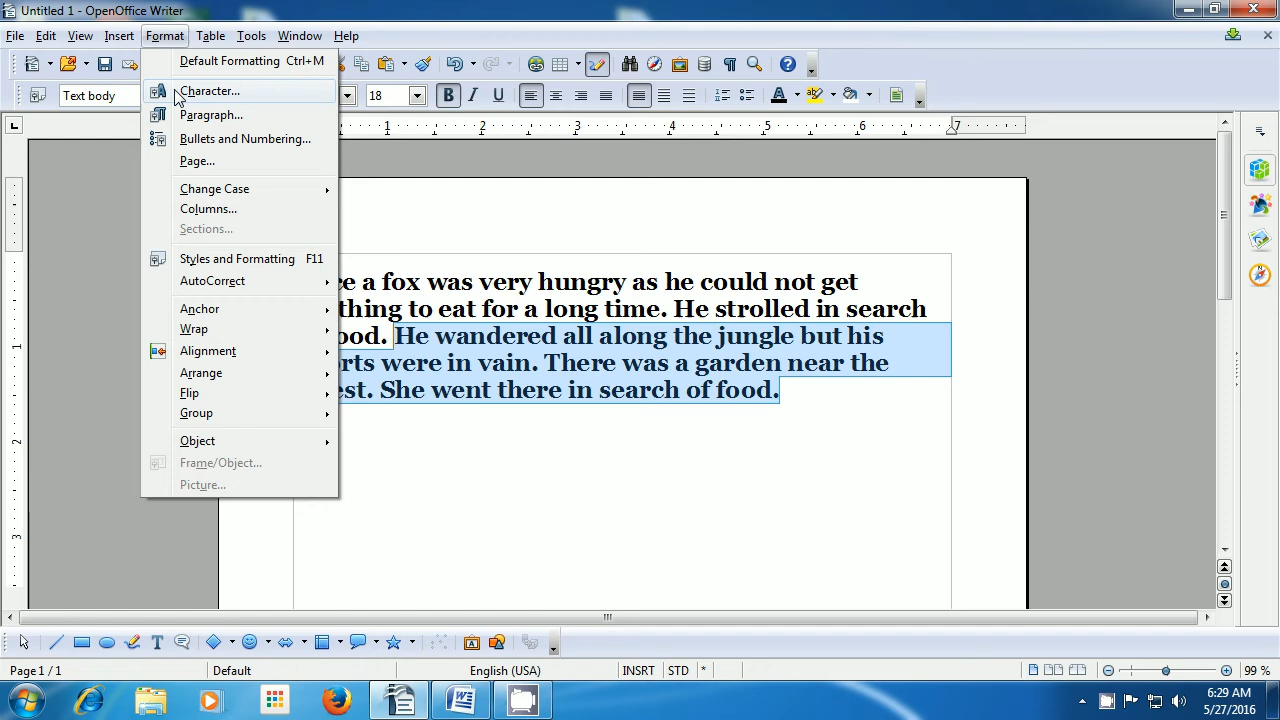 Untitled 1 - OpenOffice Writer
File Edit View Insert Format Table Tools Window Help
Default Formatting Ctrl+M
Character...
Paragraph...
Bullets and Numbering...
Page...
Change Case
Columns...
Sections...
Styles and Formatting F11
AutoCorrect
Anchor
Wrap
Alignment
Arrange
Flip
Group
Object
Frame/Object...
Picture...
Text body 18 B I U
1 2 3 4 5 6 7
1
2
3
ce a fox was very hungry as he could not get
thing to eat for a long time. He strolled in search
ood. He wandered all along the jungle but his
rts were in vain. There was a garden near the
est. She went there in search of food.
Page 1 / 1 Default English (USA) INSRT STD * 99 %
6:29 AM
5/27/2016